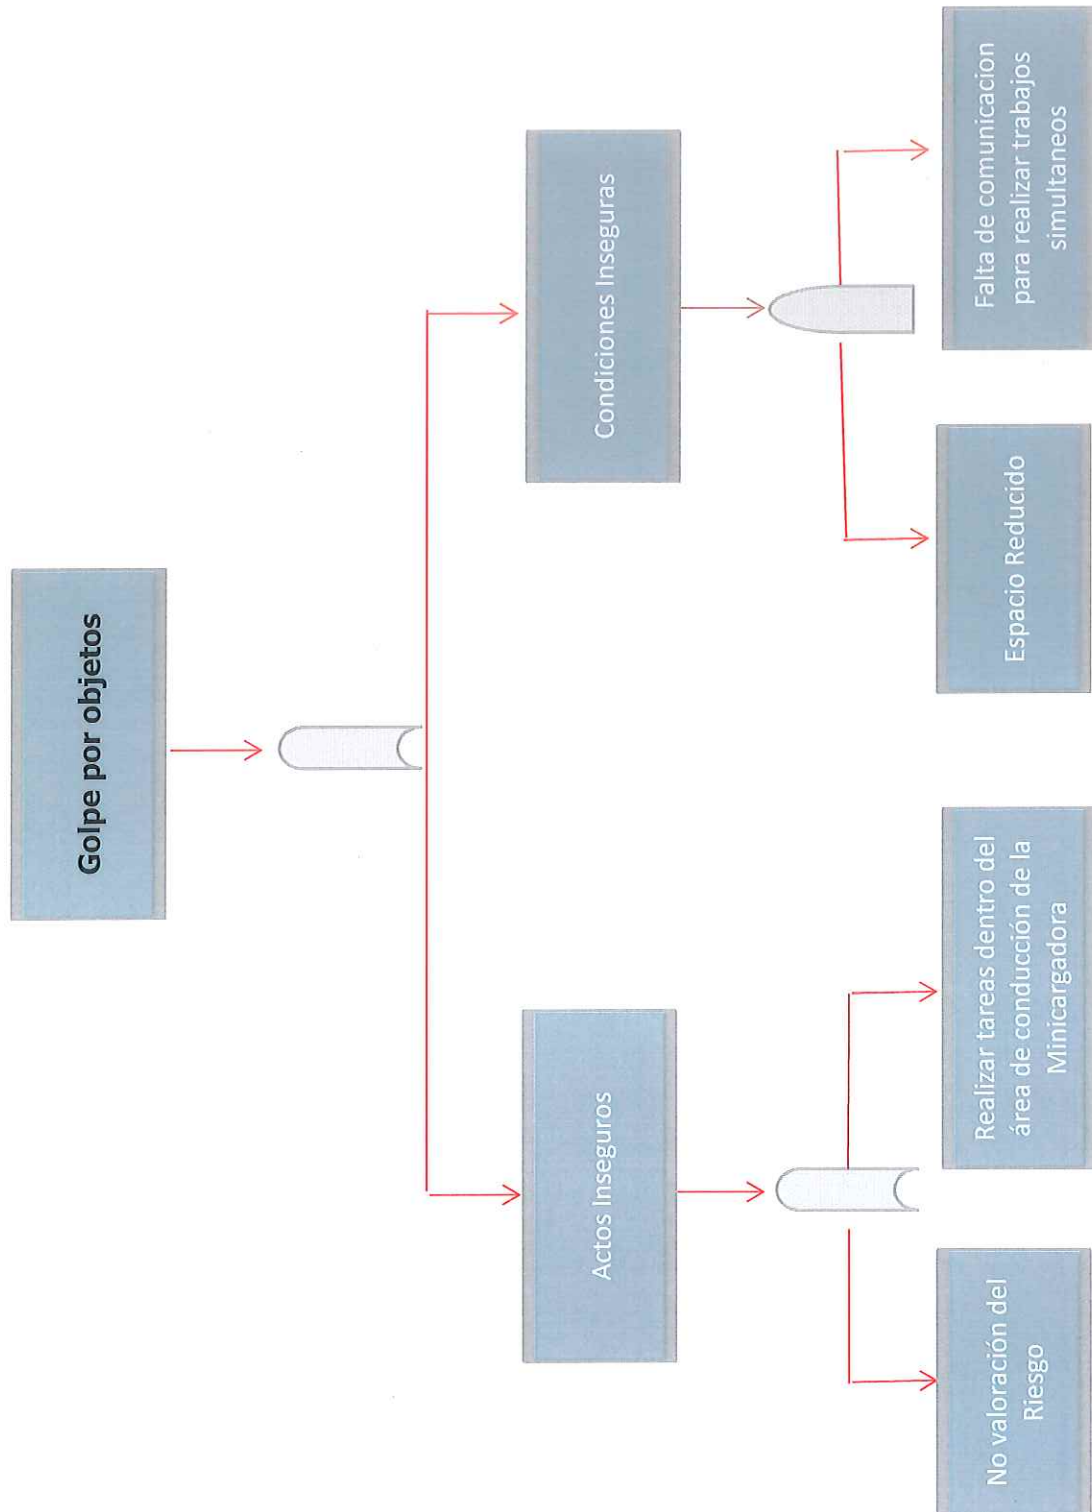 Golpe por objetos
Actos Inseguros
Condiciones Inseguras
No valoración del
Riesgo
Realizar tareas dentro del
área de conducción de la
Minicargadora
Espacio Reducido
Falta de comunicacion
para realizar trabajos
simultaneos